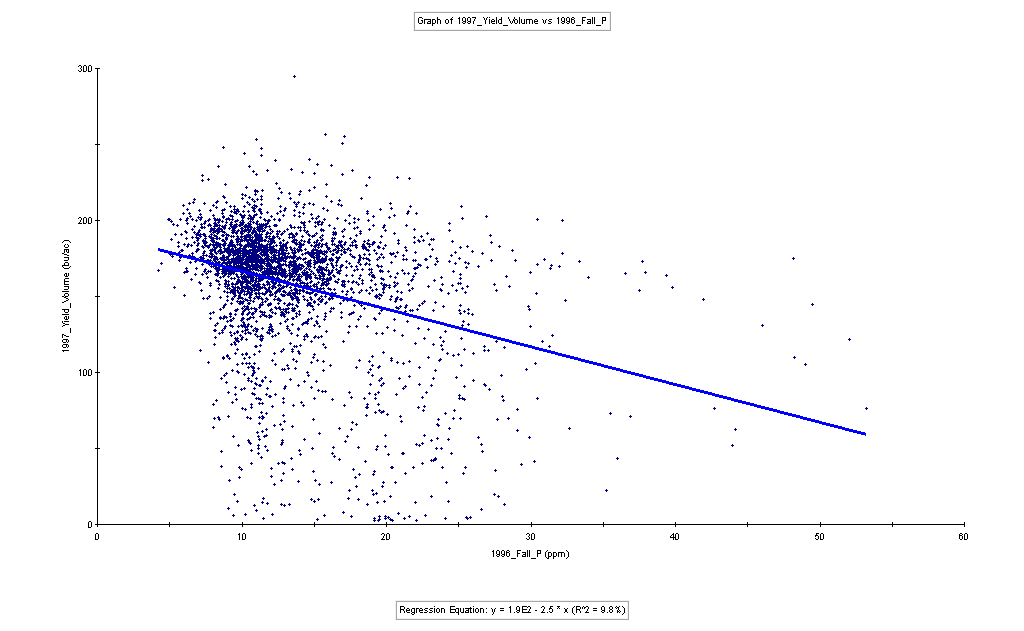 Graph of 1997_Yield_Volume vs 1996_Fall_P
300
200
100
0
1997_Yield_Volume (bu/ac)
0 10 20 30 40 50 60
1996_Fall_P (ppm)
Regression Equation: y = 1.9E2 - 2.5 * x (R^2 = 9.8%)